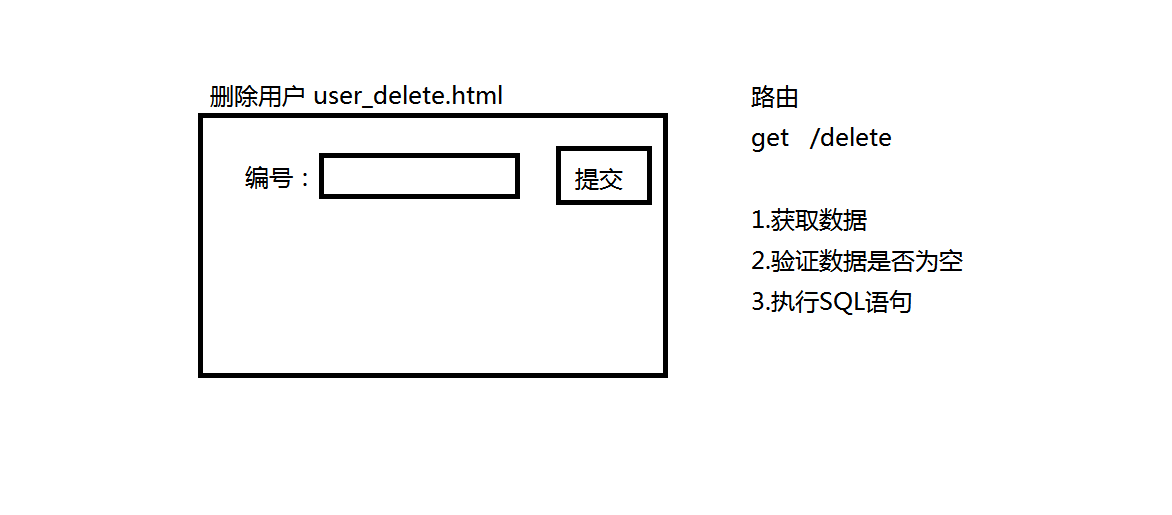 删除用户 user_delete.html
编号：
提交
路由
get /delete
1.获取数据
2.验证数据是否为空
3.执行SQL语句